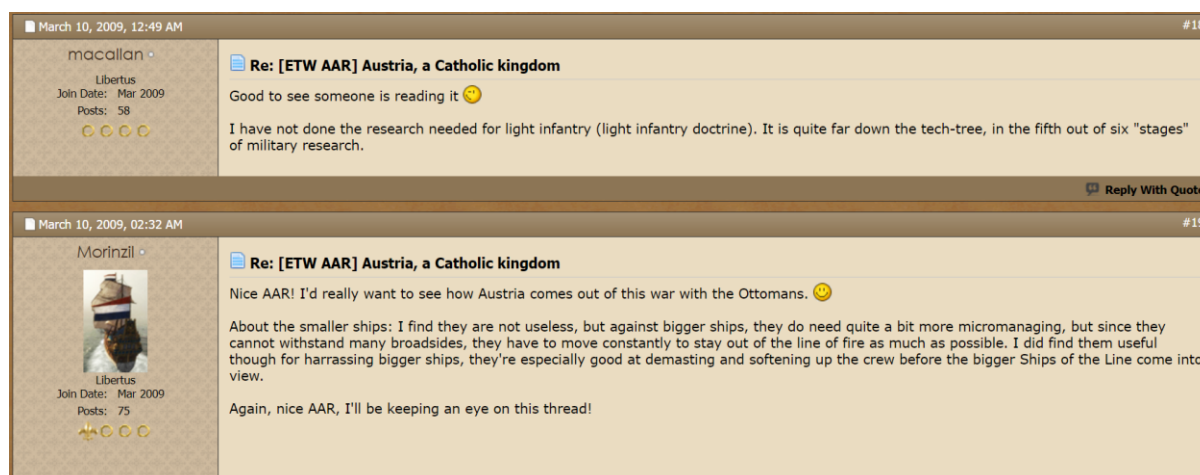 March 10, 2009, 12:49 AM
#18
macallan
Libertus
Join Date: Mar 2009
Posts: 58
Re: [ETW AAR] Austria, a Catholic kingdom
Good to see someone is reading it
I have not done the research needed for light infantry (light infantry doctrine). It is quite far down the tech-tree, in the fifth out of six "stages"
of military research.
Reply With Quote
March 10, 2009, 02:32 AM
#19
Morinzil
Libertus
Join Date: Mar 2009
Posts: 75
Re: [ETW AAR] Austria, a Catholic kingdom
Nice AAR! I'd really want to see how Austria comes out of this war with the Ottomans.
About the smaller ships: I find they are not useless, but against bigger ships, they do need quite a bit more micromanaging, but since they
cannot withstand many broadsides, they have to move constantly to stay out of the line of fire as much as possible. I did find them useful
though for harrassing bigger ships, they're especially good at demasting and softening up the crew before the bigger Ships of the Line come into
view.
Again, nice AAR, I'll be keeping an eye on this thread!